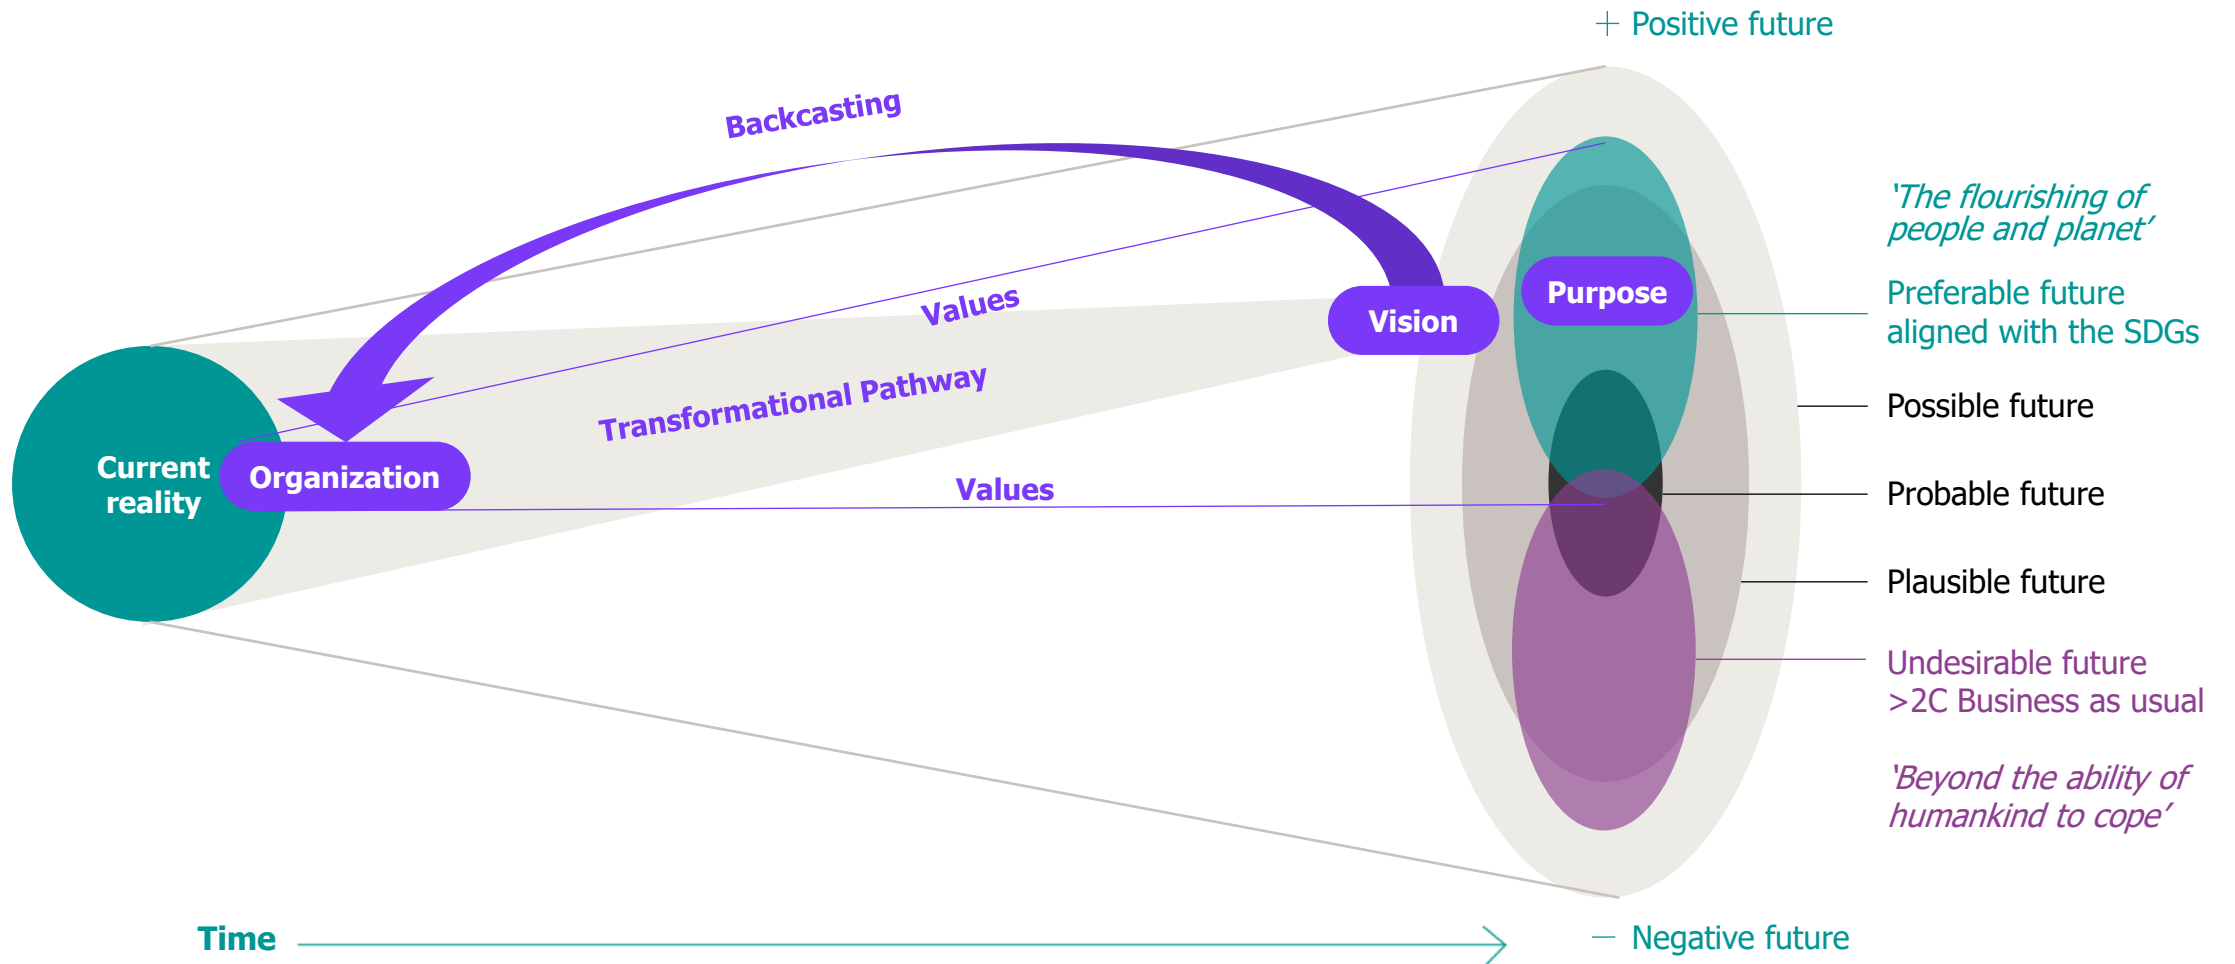 + Positive future
Backcasting
'The flourishing of
people and planet'
Values
Purpose
Preferable future
aligned with the SDGs
Vision
Transformational Pathway
Possible future
Current
reality
Organization
Values
Probable future
Plausible future
Undesirable future
>2C Business as usual
'Beyond the ability of
humankind to cope'
Time
− Negative future